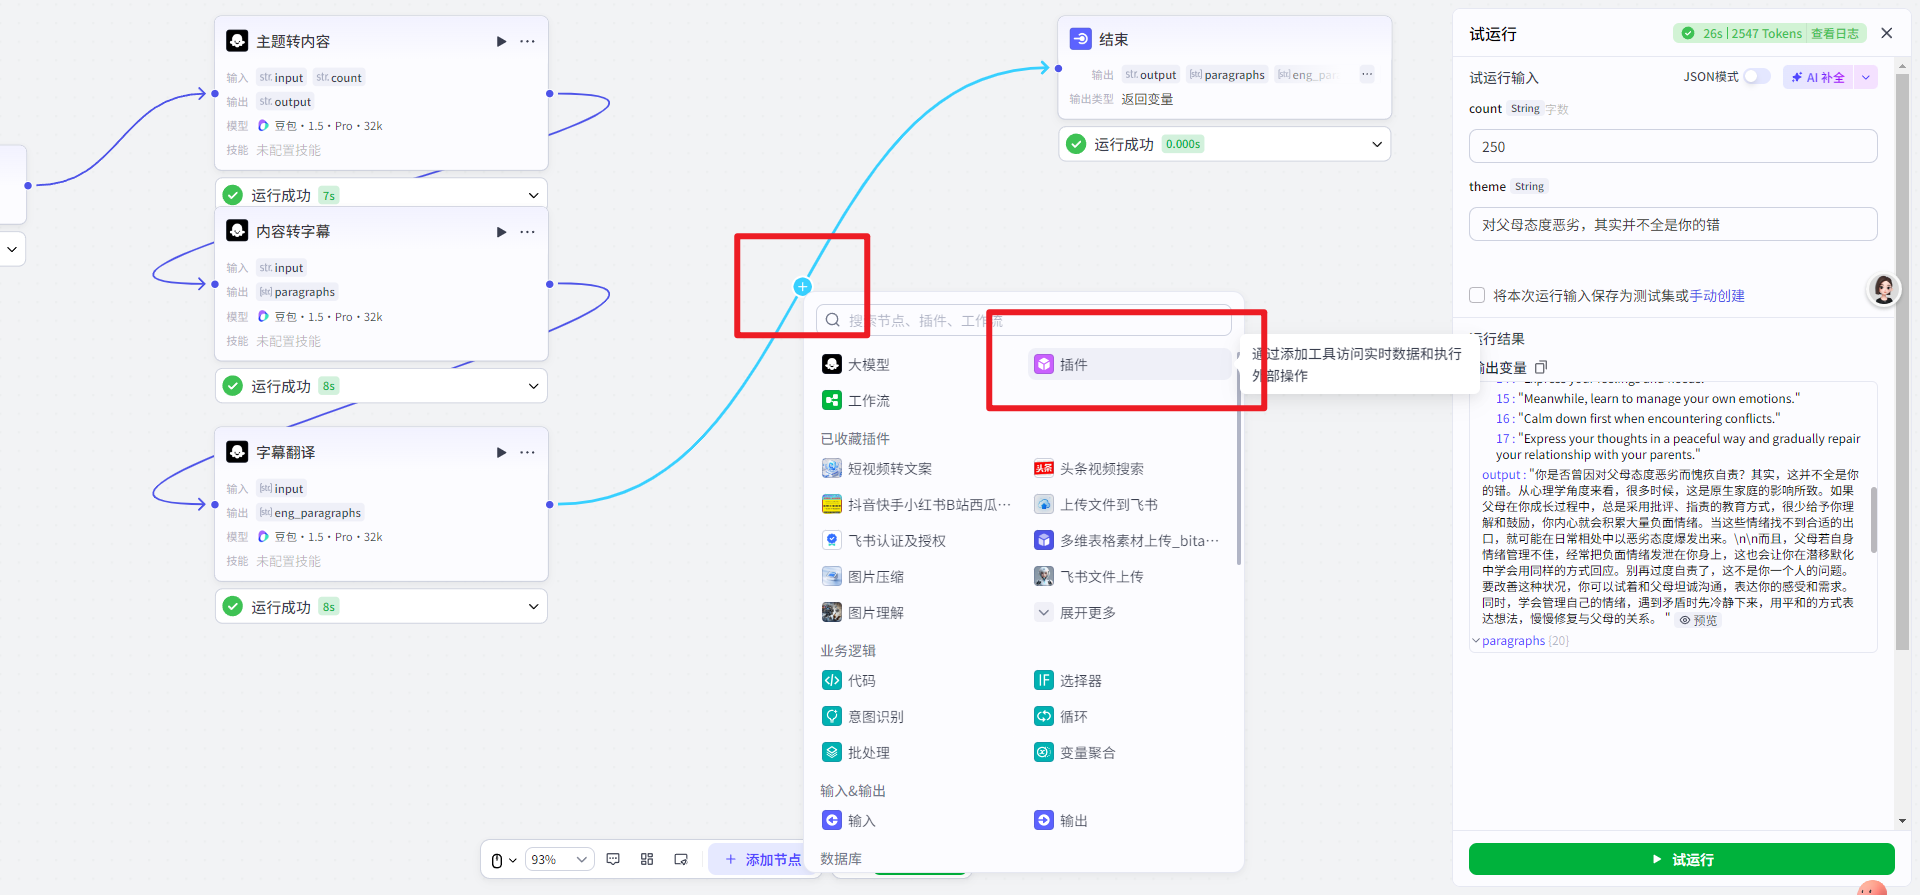 主题转内容
输入 str. input str. count
输出 str. output
模型 豆包·1.5·Pro·32k
技能 未配置技能
运行成功 7s
内容转字幕
输入 str. input
输出 [str] paragraphs
模型 豆包·1.5·Pro·32k
技能 未配置技能
运行成功 8s
字幕翻译
输入 [str] input
输出 [str] eng_paragraphs
模型 豆包·1.5·Pro·32k
技能 未配置技能
运行成功 8s
结束
输出 str. output [str] paragraphs [str] eng_par ...
输出类型 返回变量
运行成功 0.000s
搜索节点、插件、工作流
大模型
插件
工作流
通过添加工具访问实时数据和执行
外部操作
已收藏插件
短视频转文案
头条视频搜索
抖音快手小红书B站西瓜···
上传文件到飞书
飞书认证及授权
多维表格素材上传_bita···
图片压缩
飞书文件上传
图片理解
展开更多
业务逻辑
代码
IF 选择器
意图识别
循环
批处理
变量聚合
输入&输出
输入
输出
数据库
93%
添加节点
试运行
26s | 2547 Tokens 查看日志
试运行输入
JSON模式
AI 补全
count String 字数
250
theme String
对父母态度恶劣，其实并不全是你的错
将本次运行输入保存为测试集或手动创建
运行结果
输出变量
15 : "Meanwhile, learn to manage your own emotions."
16 : "Calm down first when encountering conflicts."
17 : "Express your thoughts in a peaceful way and gradually repair
your relationship with your parents."
output : "你是否曾因对父母态度恶劣而愧疚自责？其实，这并不全是你
的错。从心理学角度来看，很多时候，这是原生家庭的影响所致。如果
父母在你成长过程中，总是采用批评、指责的教育方式，很少给予你理
解和鼓励，你内心就会积累大量负面情绪。当这些情绪找不到合适的出
口，就可能在日常相处中以恶劣态度爆发出来。\n\n而且，父母若自身
情绪管理不佳，经常把负面情绪发泄在你身上，这也会让你在潜移默化
中学会用同样的方式回应。别再过度自责了，这不是你一个人的问题。
要改善这种状况，你可以试着和父母坦诚沟通，表达你的感受和需求。
同时，学会管理自己的情绪，遇到矛盾时先冷静下来，用平和的方式表
达想法，慢慢修复与父母的关系。" 预览
paragraphs {20}
试运行